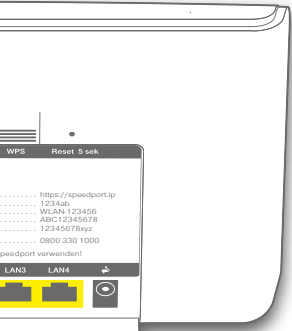 WPS Reset 5 sek
......... https://speedport.ip
......... 1234ab
......... WLAN-123456
......... ABC12345678
......... 12345678xyz
......... 0800 330 1000
peedport verwenden!
LAN3 LAN4